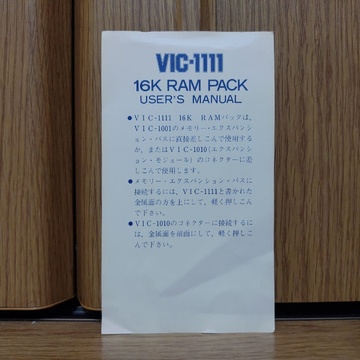 VIC-1111
16K RAM PACK
USER'S MANUAL
●VIC-1111 16K RAMパックは、
VIC-1001のメモリー・エクスパンシ
ョン・バスに直接差しこんで使用する
か、またはVIC-1010(エクスパンシ
ョン・モジュール)のコネクターに差
しこんで使用します。
●メモリー・エクスパンション・バスに
接続するには、VIC-1111と書かれた
金属面の方を上にして、軽く押しこん
で下さい。
●VIC-1010のコネクターに接続するに
は、金属面を前面にして、軽く押しこ
んで下さい。